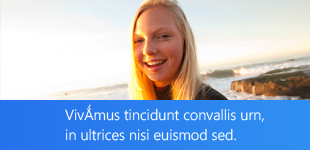 VivÁmus tincidunt convallis urn,
in ultrices nisi euismod sed.